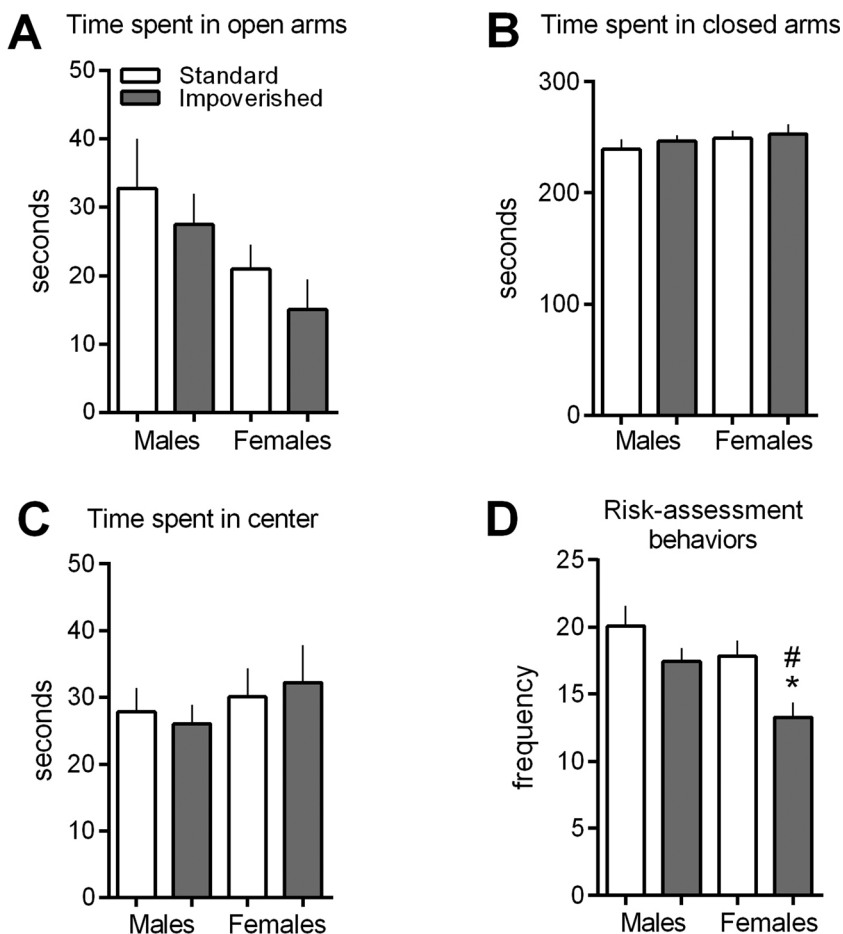 A
Time spent in open arms
Standard
Impoverished
50
40
30
20
10
0
seconds
Males
Females
B
Time spent in closed arms
300
200
100
0
seconds
Males
Females
C
Time spent in center
50
40
30
20
10
0
seconds
Males
Females
D
Risk-assessment
behaviors
25
20
15
10
5
0
frequency
#
*
Males
Females